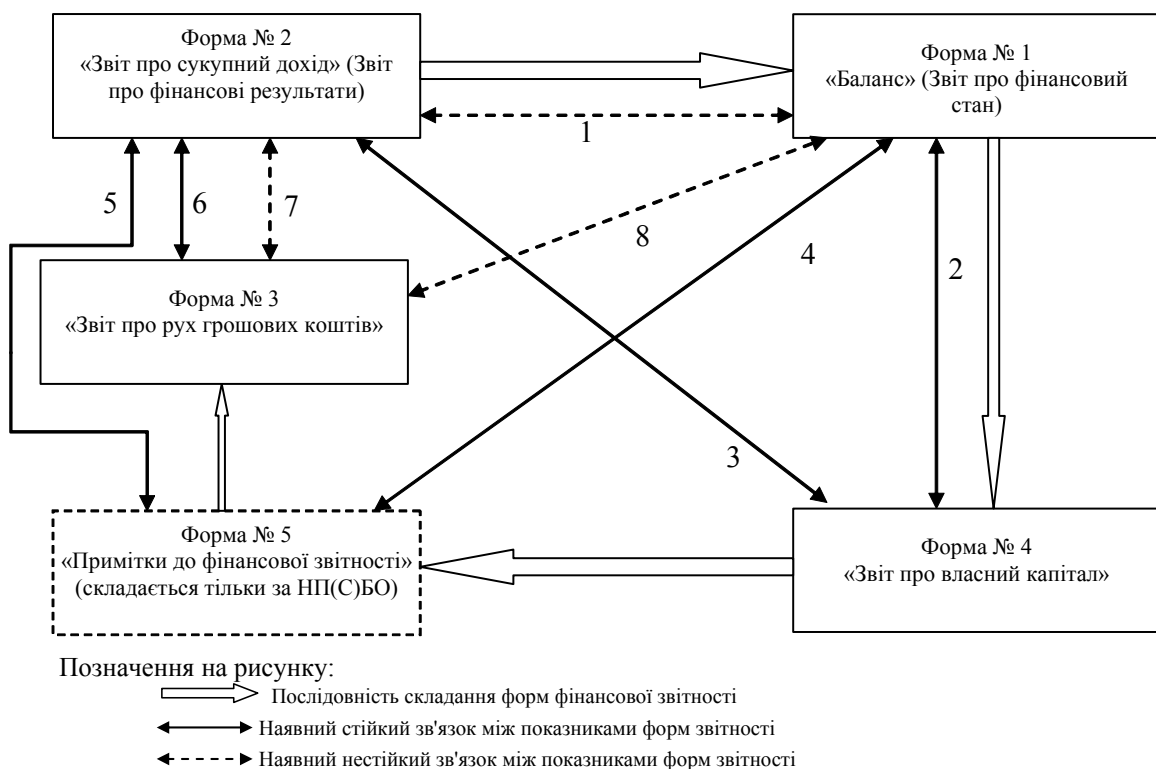 Форма № 2
«Звіт про сукупний дохід» (Звіт
про фінансові результати)
Форма № 1
«Баланс» (Звіт про фінансовий
стан)
1
5
6
7
8
4
2
Форма № 3
«Звіт про рух грошових коштів»
3
Форма № 5
«Примітки до фінансової звітності»
(складається тільки за НП(С)БО)
Форма № 4
«Звіт про власний капітал»
Позначення на рисунку:
Послідовність складання форм фінансової звітності
Наявний стійкий зв'язок між показниками форм звітності
Наявний нестійкий зв'язок між показниками форм звітності